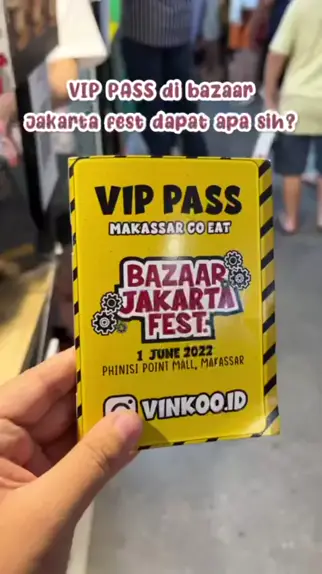 VIP PASS di bazaar
jakarta fest dapat apa sih?
VIP PASS
MAKASSAR GO EAT
BAZAAR
JAKARTA
FEST.
1 JUNE 2022
PHINISI POINT MALL, MAKASSAR
VINKOO.ID